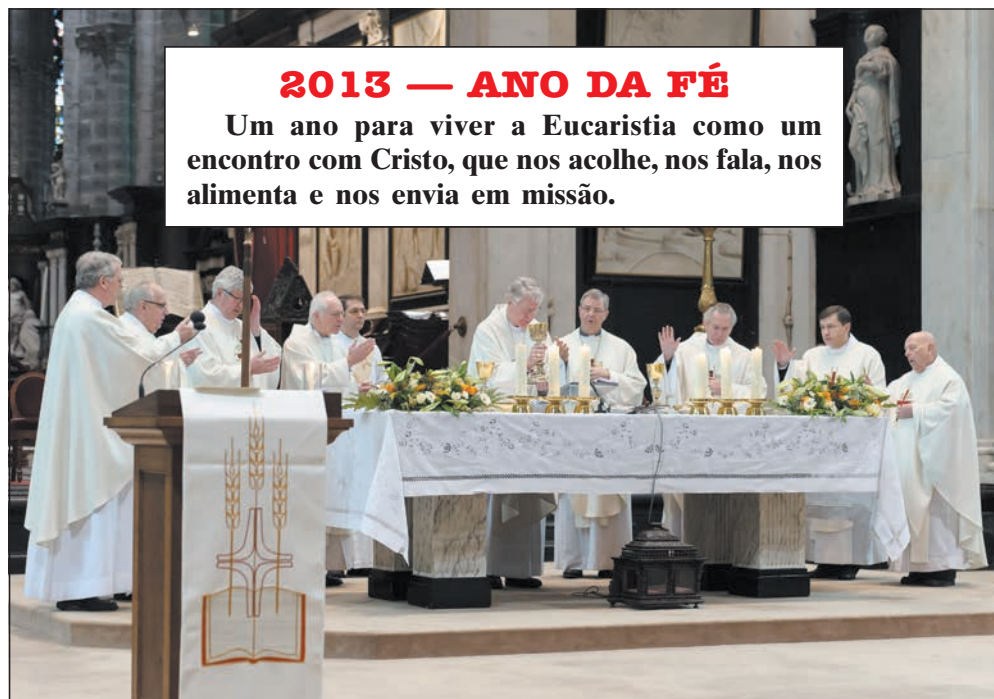 2013 — ANO DA FÉ
Um ano para viver a Eucaristia como um
encontro com Cristo, que nos acolhe, nos fala, nos
alimenta e nos envia em missão.